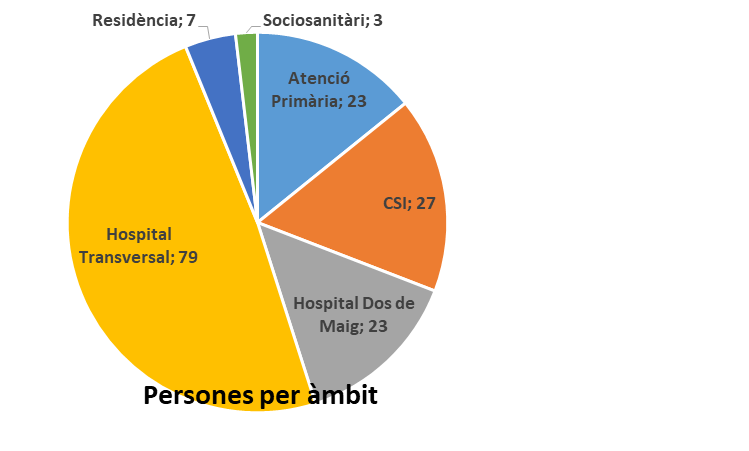 Residència; 7
Sociosanitàri; 3
Atenció
Primària; 23
CSI; 27
Hospital
Transversal; 79
Hospital Dos de
Maig; 23
Persones per àmbit